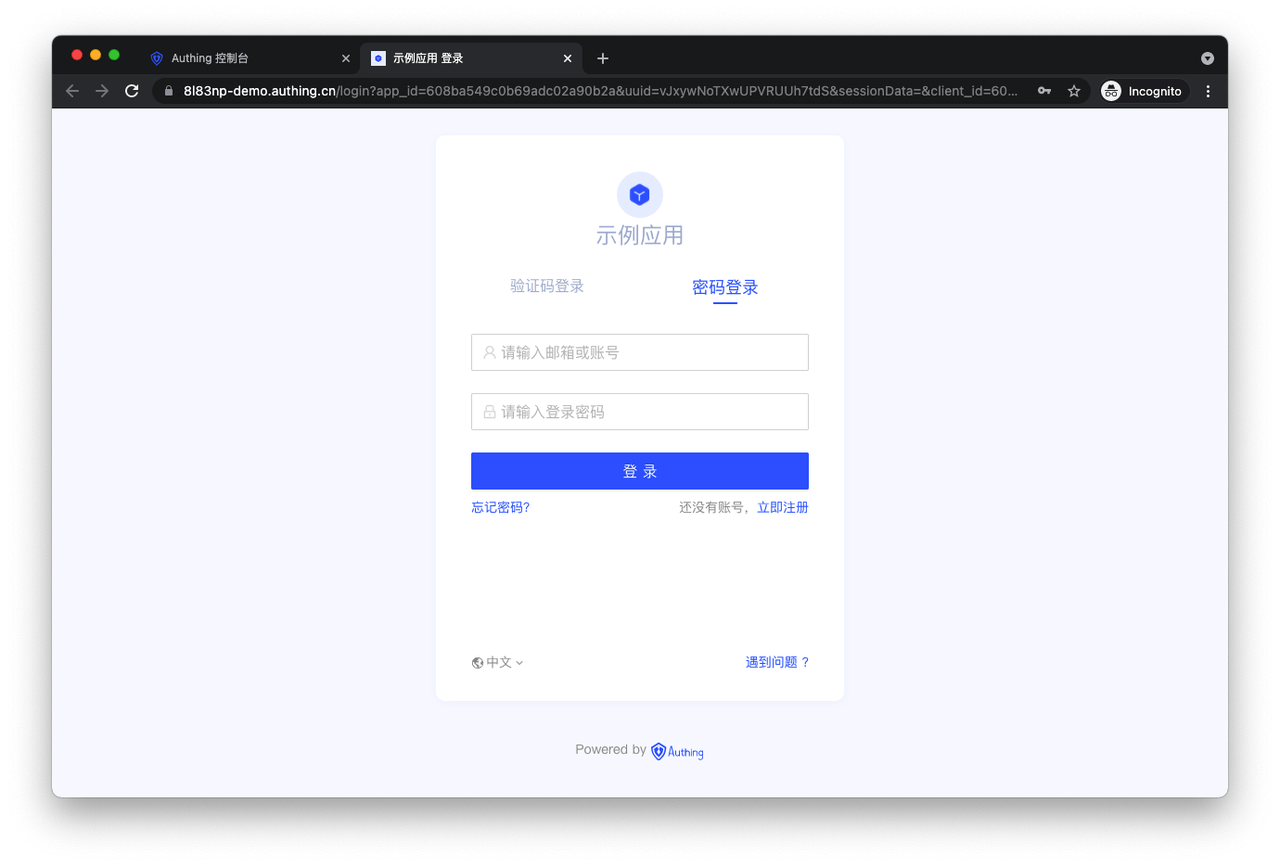 Authing 控制台
示例应用 登录
8l83np-demo.authing.cn/login?app_id=608ba549c0b69adc02a90b2a&uuid=vJxywNoTXwUPVRUUh7tdS&sessionData=&client_id=60...
Incognito
示例应用
验证码登录 密码登录
请输入邮箱或账号
请输入登录密码
登 录
忘记密码? 还没有账号，立即注册
中文 遇到问题 ?
Powered by Authing